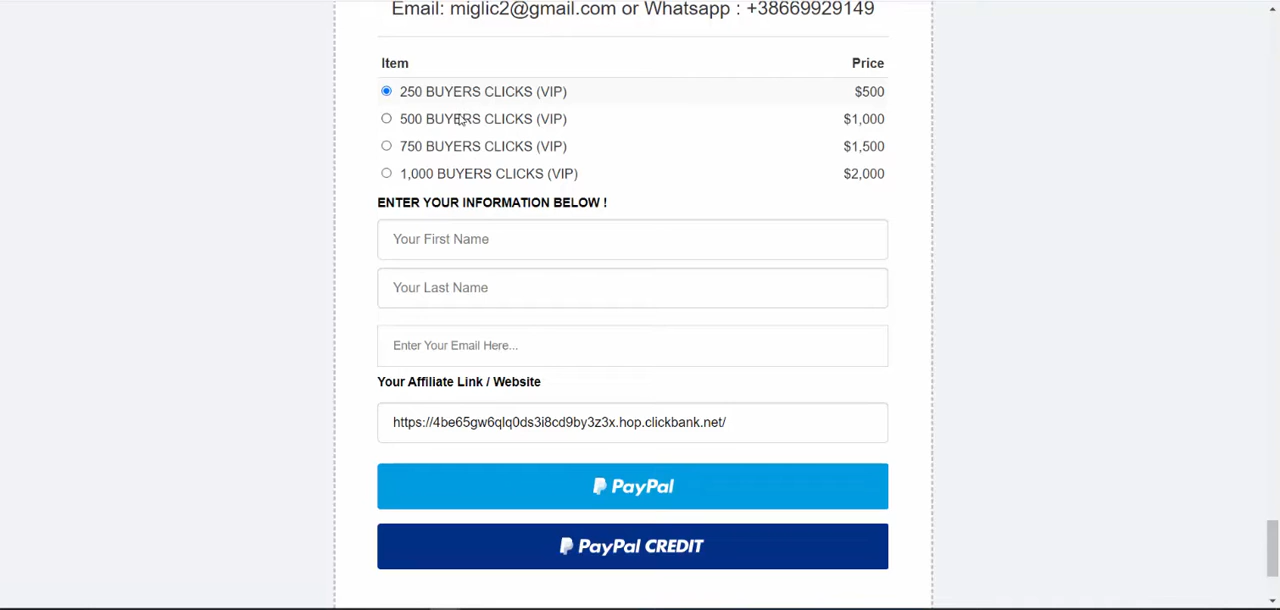 Email: miglic2@gmail.com or Whatsapp : +38669929149
Item Price
250 BUYERS CLICKS (VIP) $500
500 BUYERS CLICKS (VIP) $1,000
750 BUYERS CLICKS (VIP) $1,500
1,000 BUYERS CLICKS (VIP) $2,000
ENTER YOUR INFORMATION BELOW !
Your First Name
Your Last Name
Enter Your Email Here...
Your Affiliate Link / Website
https://4be65gw6qlq0ds3i8cd9by3z3x.hop.clickbank.net/
PayPal
PayPal CREDIT